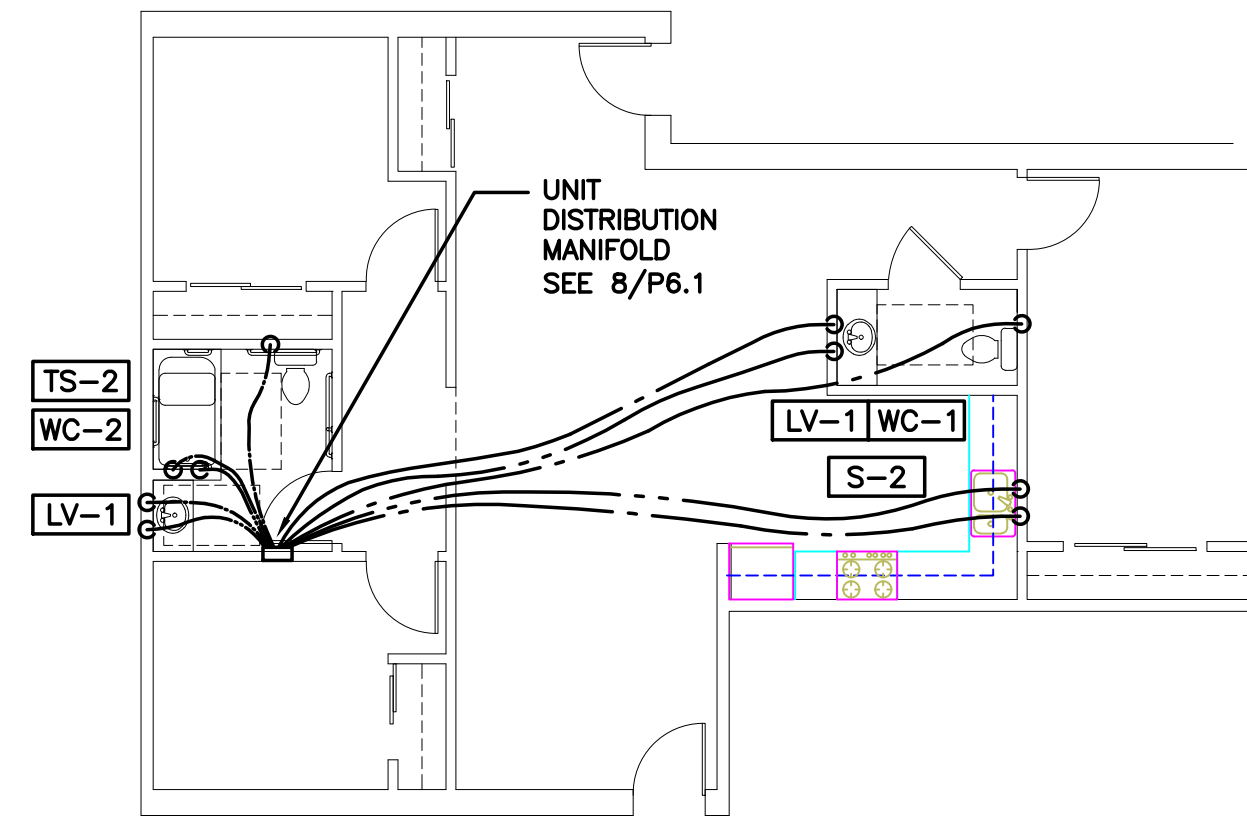 UNIT
DISTRIBUTION
MANIFOLD
SEE 8/P6.1
TS-2
WC-2
LV-1
LV-1 WC-1
S-2